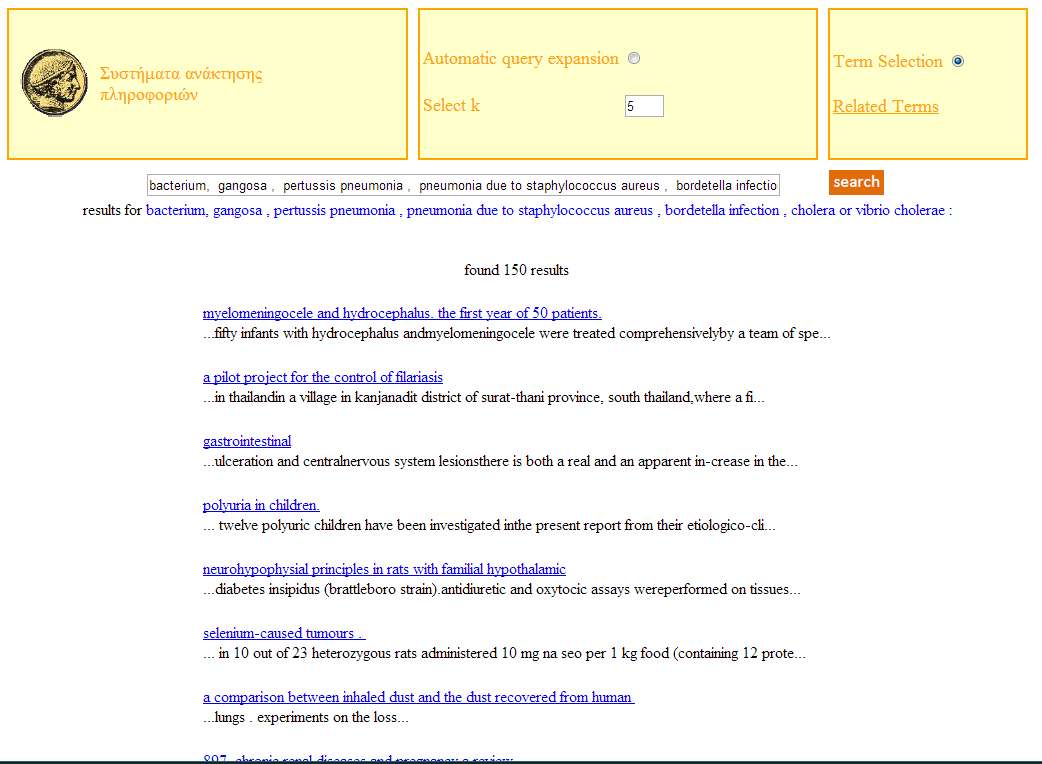 Συστήματα ανάκτησης
πληροφοριών
Automatic query expansion
Select k
5
Term Selection
Related Terms
bacterium, gangosa , pertussis pneumonia , pneumonia due to staphylococcus aureus , bordetella infectio
search
results for bacterium, gangosa , pertussis pneumonia , pneumonia due to staphylococcus aureus , bordetella infection , cholera or vibrio cholerae :
found 150 results
myelomeningocele and hydrocephalus. the first year of 50 patients.
...fifty infants with hydrocephalus andmyelomeningocele were treated comprehensivelyby a team of spe...
a pilot project for the control of filariasis
...in thailandin a village in kanjanadit district of surat-thani province, south thailand,where a fi...
gastrointestinal
...ulceration and centralnervous system lesionsthere is both a real and an apparent in-crease in the...
polyuria in children.
... twelve polyuric children have been investigated inthe present report from their etiologico-cli...
neurohypophysial principles in rats with familial hypothalamic
...diabetes insipidus (brattleboro strain).antidiuretic and oxytocic assays wereperformed on tissues...
selenium-caused tumours .
... in 10 out of 23 heterozygous rats administered 10 mg na seo per 1 kg food (containing 12 prote...
a comparison between inhaled dust and the dust recovered from human
...lungs . experiments on the loss...
897. chronic renal diseases and pregnancy a review